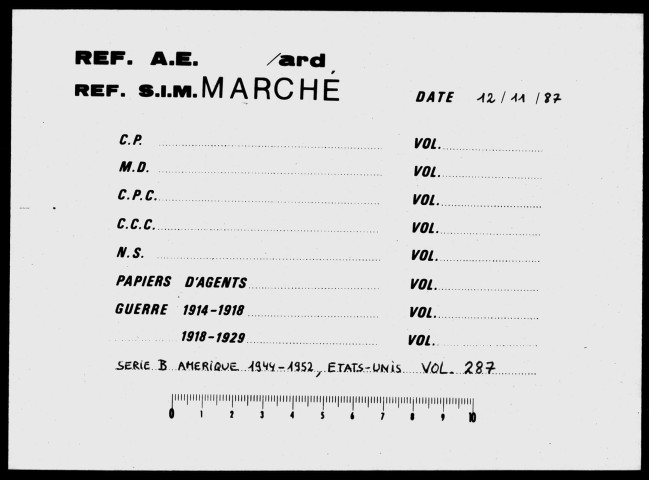 REF. A.E. /ard
REF. S.I.M. MARCHÉ DATE 12 / 11 / 87
C.P. VOL.
M.D. VOL.
C.P.C. VOL.
C.C.C. VOL.
N.S. VOL.
PAPIERS D'AGENTS VOL.
GUERRE 1914-1918 VOL.
1918-1929 VOL.
SERIE B AMERIQUE 1944-1952, ETATS-UNIS VOL. 287
0 1 2 3 4 5 6 7 8 9 10